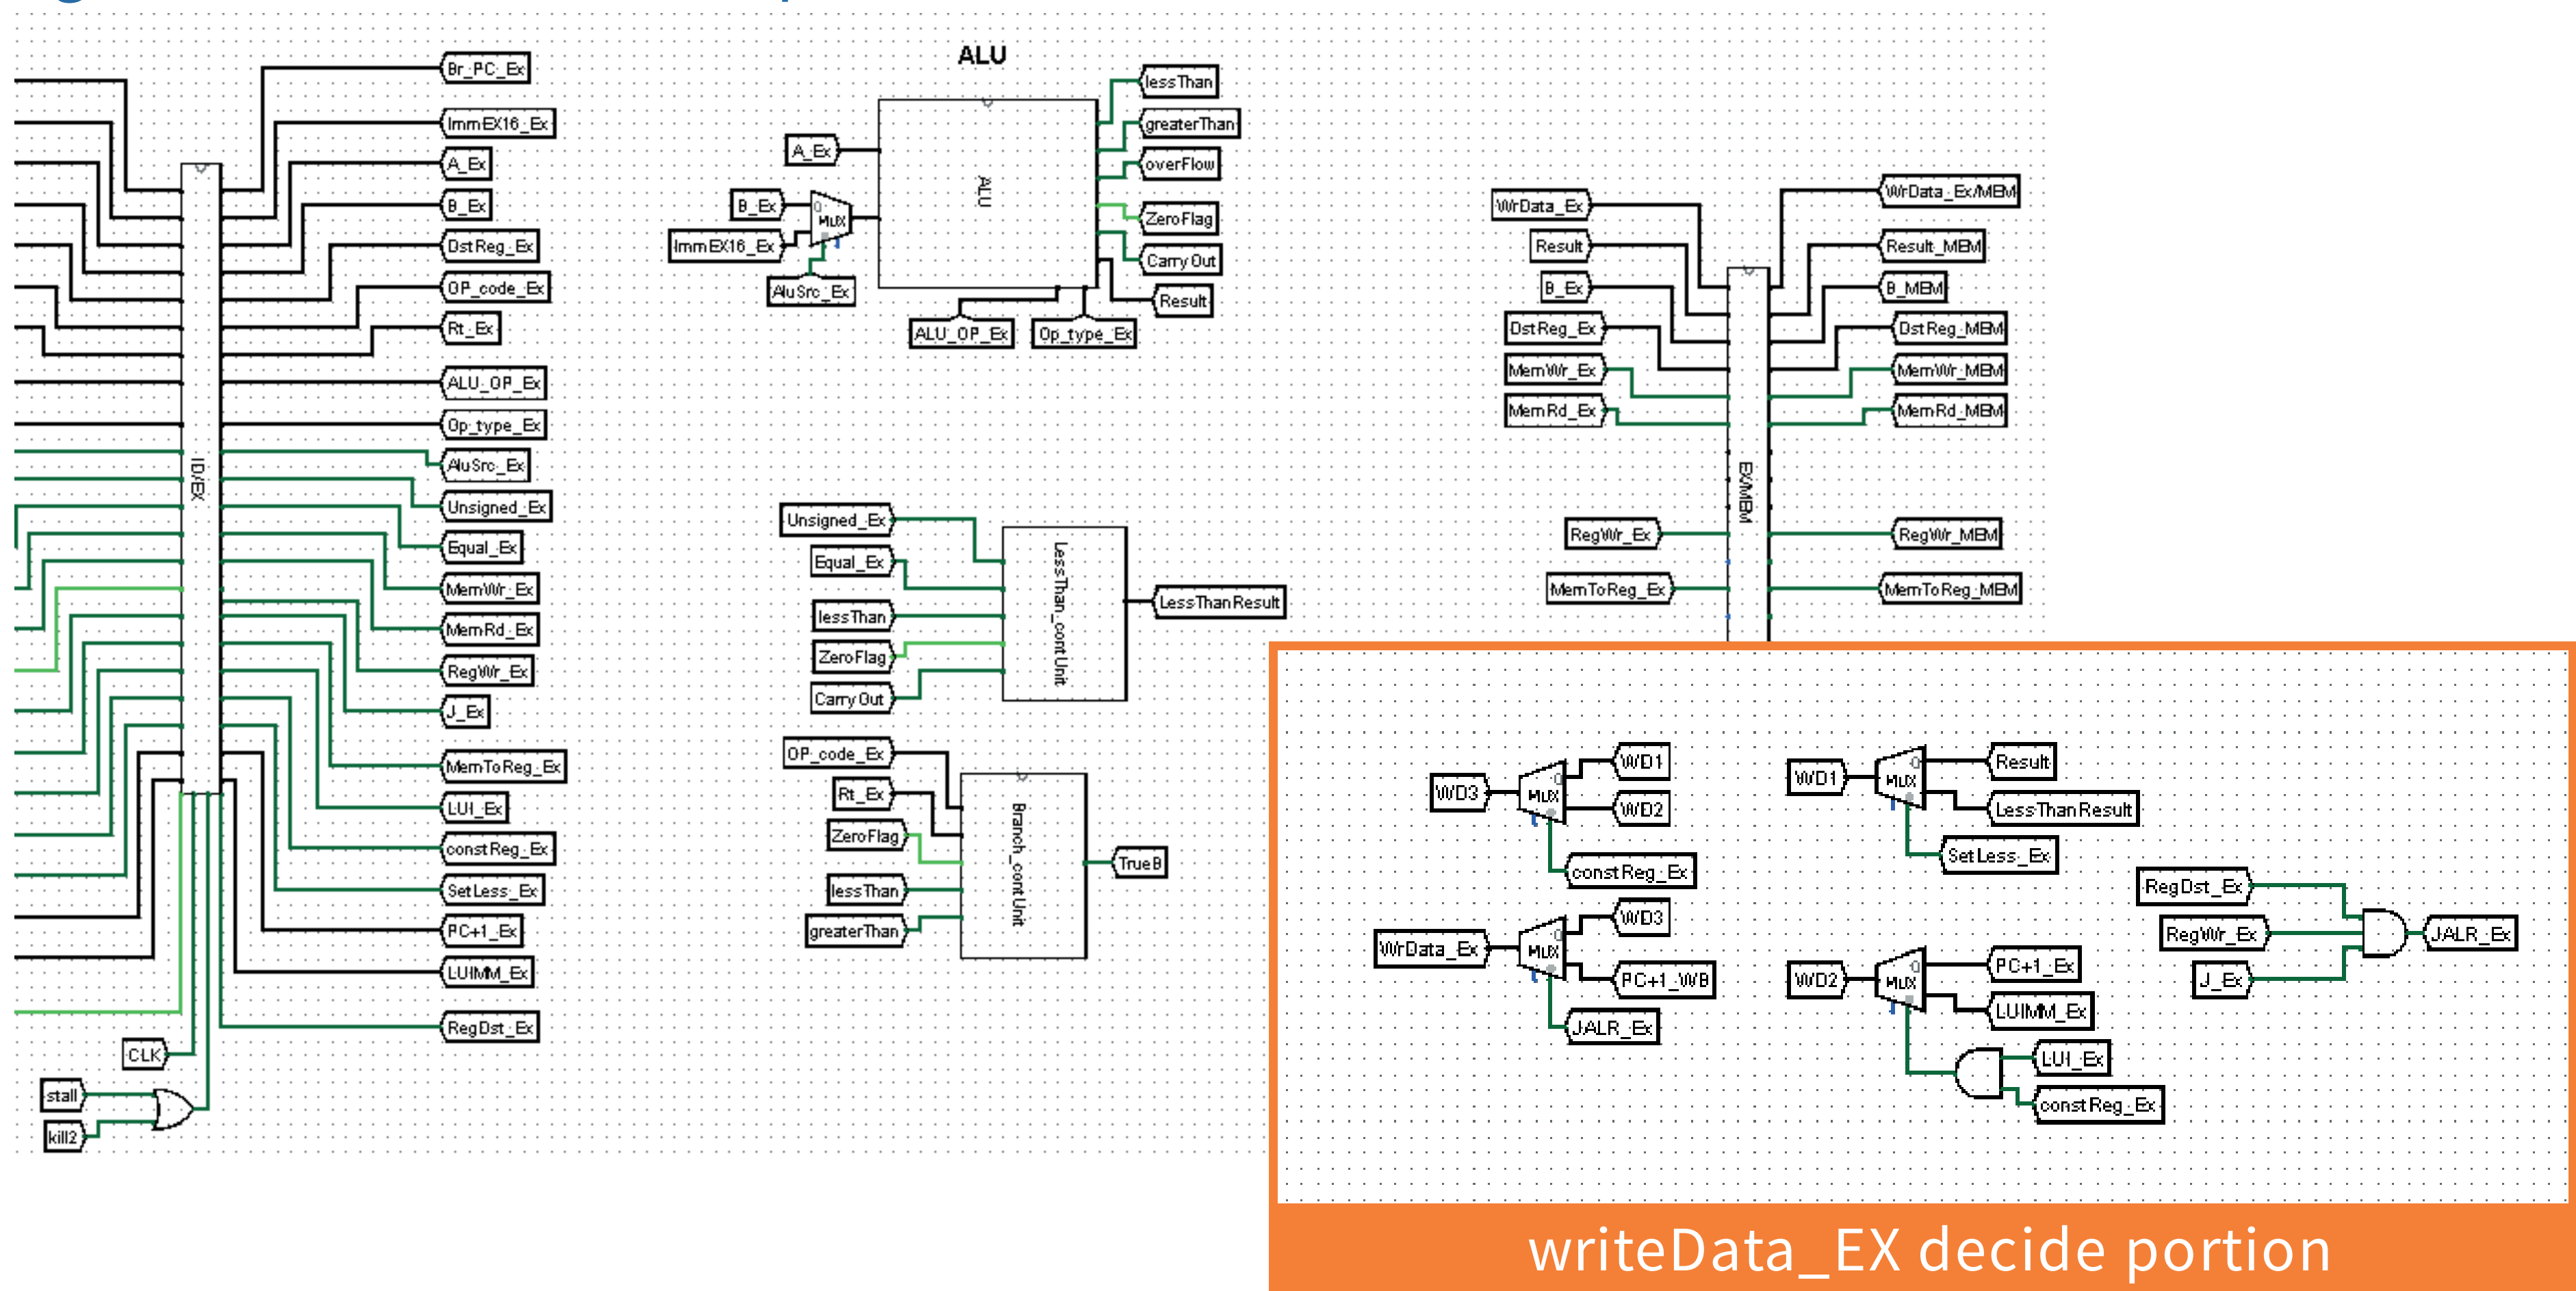 Br_PC_Ex
ImmEX16_Ex
A_Ex
B_Ex
DstReg_Ex
OP_code_Ex
Rt_Ex
ALU_OP_Ex
Op_type_Ex
AluSrc_Ex
Unsigned_Ex
Equal_Ex
MemWr_Ex
MemRd_Ex
RegWr_Ex
J_Ex
MemToReg_Ex
LUI_Ex
constReg_Ex
SetLess_Ex
PC+1_Ex
LUIMM_Ex
RegDst_Ex
ID/EX
CLK
stall
kill2
ALU
A_Ex
B_Ex
0
MUX
ImmEX16_Ex
AluSrc_Ex
ALU
ALU_OP_Ex
Op_type_Ex
lessThan
greaterThan
overFlow
ZeroFlag
CarryOut
Result
Unsigned_Ex
Equal_Ex
lessThan
ZeroFlag
CarryOut
LessThan_contUnit
LessThanResult
OP_code_Ex
Rt_Ex
ZeroFlag
lessThan
greaterThan
Branch_contUnit
TrueB
WrData_Ex
Result
B_Ex
DstReg_Ex
MemWr_Ex
MemRd_Ex
RegWr_Ex
MemToReg_Ex
EX/MEM
WrData_Ex/MEM
Result_MEM
B_MEM
DstReg_MEM
MemWr_MEM
MemRd_MEM
RegWr_MEM
MemToReg_MEM
WD3
0
MUX
WD1
WD2
constReg_Ex
WrData_Ex
0
MUX
WD3
PC+1_WB
JALR_Ex
WD1
0
MUX
Result
LessThanResult
SetLess_Ex
WD2
0
MUX
PC+1_Ex
LUIMM_Ex
LUI_Ex
constReg_Ex
RegDst_Ex
RegWr_Ex
J_Ex
JALR_Ex
writeData_EX decide portion